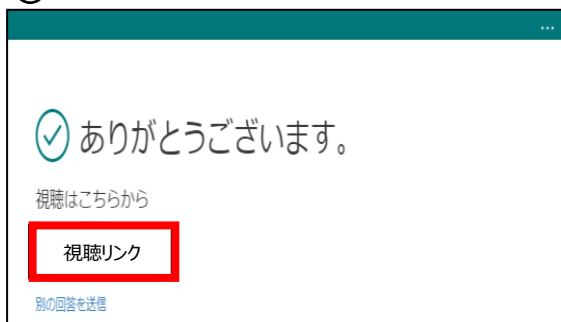 ...
ありがとうございます。
視聴はこちらから
視聴リンク
別の回答を送信